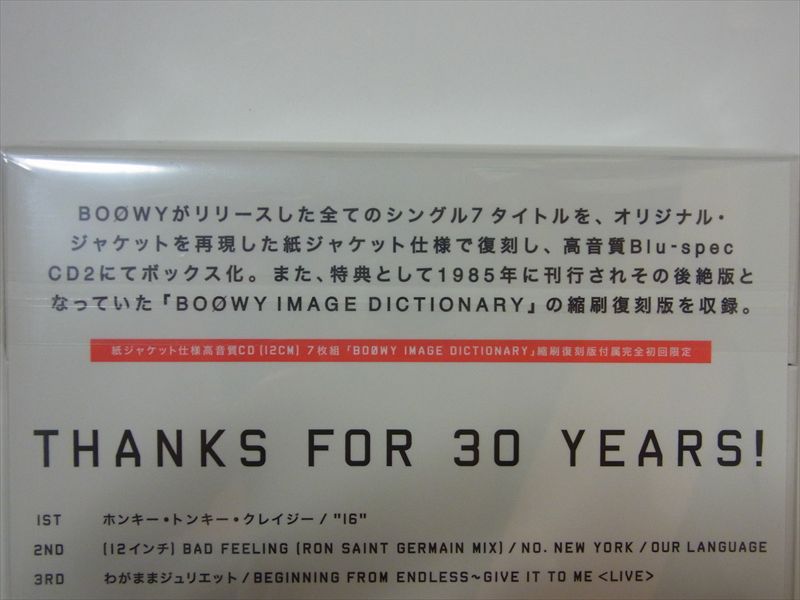 BOØWYがリリースした全てのシングル7タイトルを、オリジナル・
ジャケットを再現した紙ジャケット仕様で復刻し、高音質Blu-spec
CD2にてボックス化。また、特典として1985年に刊行されその後絶版と
なっていた『BOØWY IMAGE DICTIONARY』の縮刷復刻版を収録。
紙ジャケット仕様高音質CD [12CM] 7枚組「BOØWY IMAGE DICTIONARY」縮刷復刻版付属完全初回限定
THANKS FOR 30 YEARS!
1ST ホンキー・トンキー・クレイジー / "16"
2ND [12インチ] BAD FEELING [RON SAINT GERMAIN MIX] / NO. NEW YORK / OUR LANGUAGE
3RD わがままジュリエット / BEGINNING FROM ENDLESS~GIVE IT TO ME <LIVE>